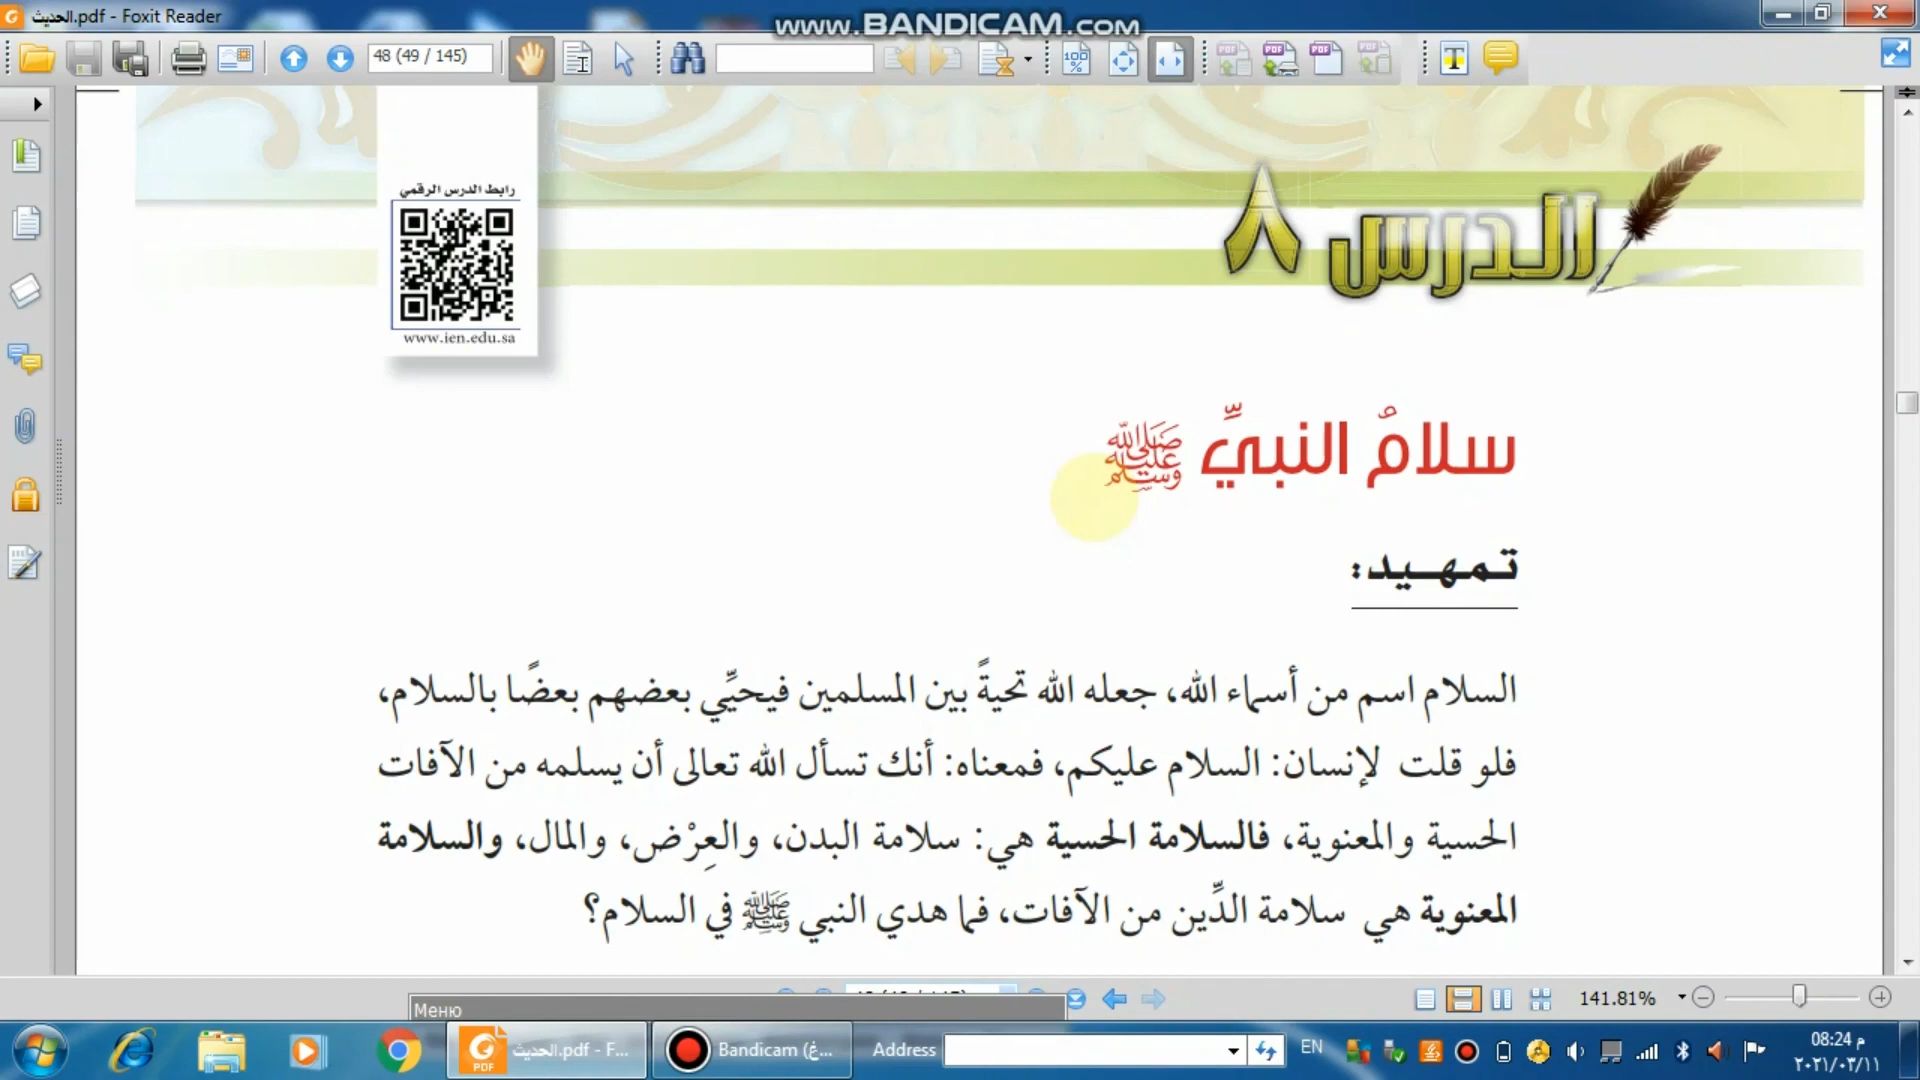 الحديث.pdf - Foxit Reader
www.BANDICAM.com
48 (49 / 145)
رابط الدرس الرقمي
www.ien.edu.sa
الدرس ٨
سلامُ النبيِّ ﷺ
تمهيد:
السلام اسم من أسماء الله، جعله الله تحيةً بين المسلمين فيحيِّي بعضهم بعضًا بالسلام،
فلو قلت لإنسان: السلام عليكم، فمعناه: أنك تسأل الله تعالى أن يسلمه من الآفات
الحسية والمعنوية، فالسلامة الحسية هي: سلامة البدن، والعِرْض، والمال، والسلامة
المعنوية هي سلامة الدِّين من الآفات، فما هدي النبي ﷺ في السلام؟
141.81%
Меню
الحديث.pdf - F...
Bandicam (غ...
Address
EN
08:24 م
٢٠٢١/٠٣/١١